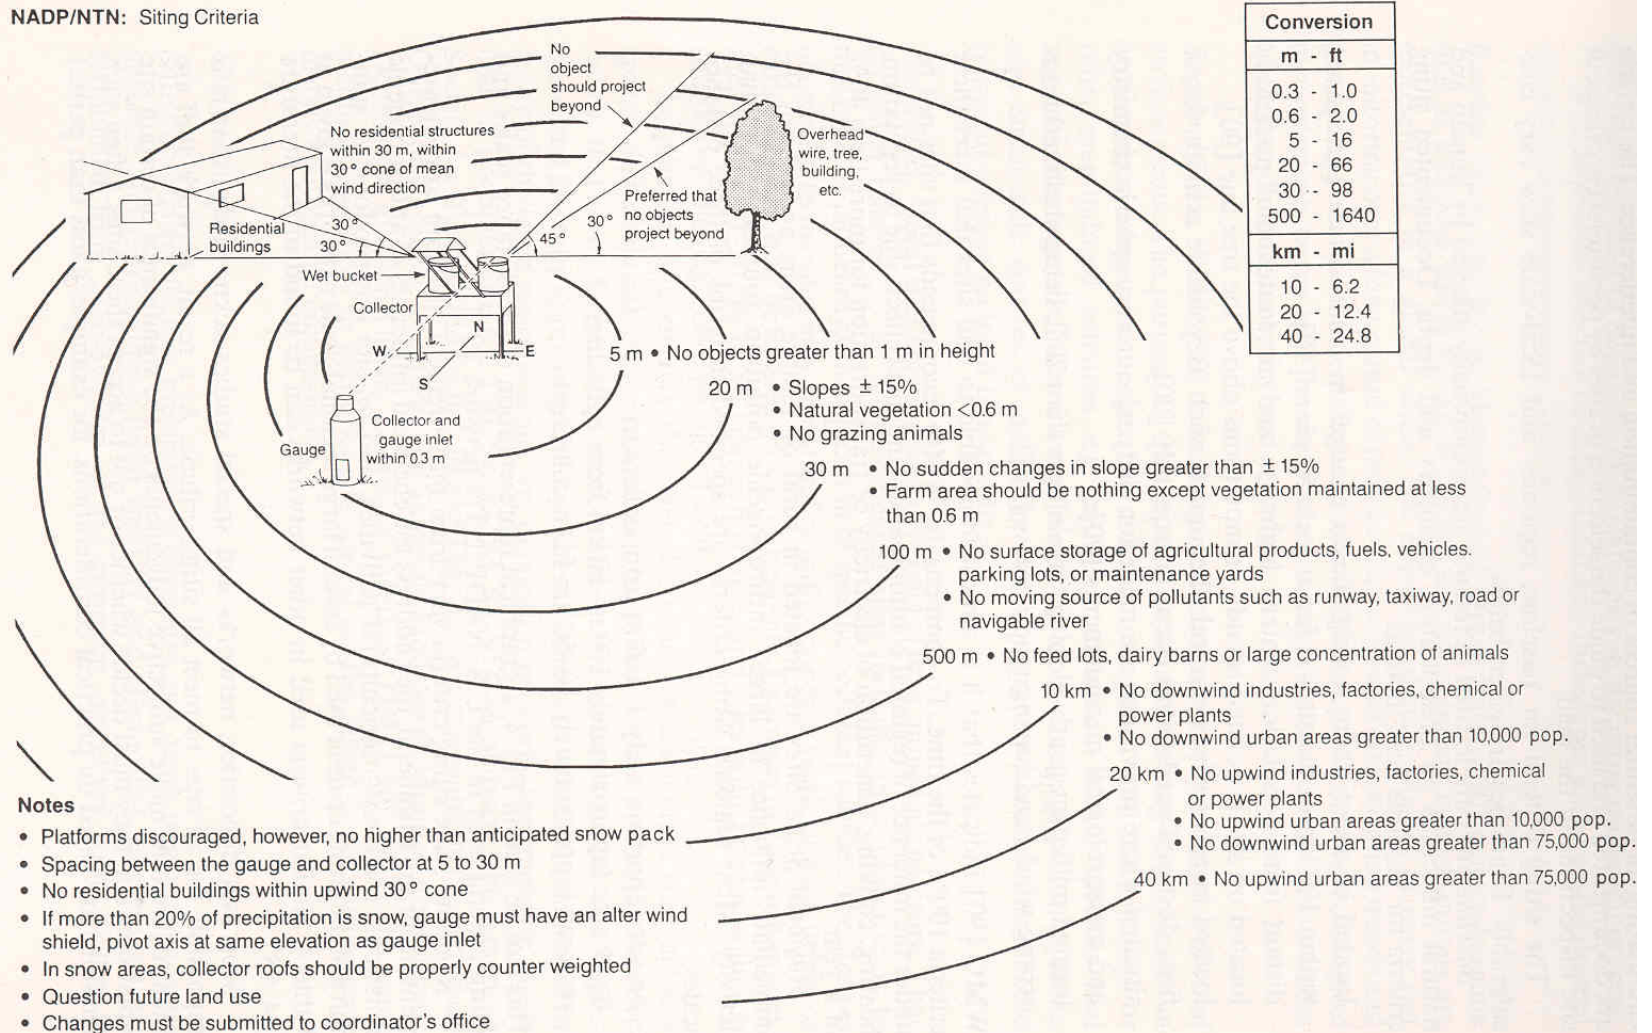 NADP/NTN: Siting Criteria
Conversion
m - ft
0.3 - 1.0
0.6 - 2.0
5 - 16
20 - 66
30 - 98
500 - 1640
km - mi
10 - 6.2
20 - 12.4
40 - 24.8
No
object
should project
beyond
No residential structures
within 30 m, within
30° cone of mean
wind direction
Overhead
wire, tree,
building,
etc.
Preferred that
no objects
project beyond
30°
45°
Residential
buildings
30°
30°
Wet bucket
Collector
N
W
E
S
Gauge
Collector and
gauge inlet
within 0.3 m
5 m • No objects greater than 1 m in height
20 m • Slopes ± 15%
• Natural vegetation <0.6 m
• No grazing animals
30 m • No sudden changes in slope greater than ± 15%
• Farm area should be nothing except vegetation maintained at less
than 0.6 m
100 m • No surface storage of agricultural products, fuels, vehicles.
parking lots, or maintenance yards
• No moving source of pollutants such as runway, taxiway, road or
navigable river
500 m • No feed lots, dairy barns or large concentration of animals
10 km • No downwind industries, factories, chemical or
power plants
• No downwind urban areas greater than 10,000 pop.
20 km • No upwind industries, factories, chemical
or power plants
• No upwind urban areas greater than 10,000 pop.
• No downwind urban areas greater than 75,000 pop.
40 km • No upwind urban areas greater than 75,000 pop.
Notes
• Platforms discouraged, however, no higher than anticipated snow pack
• Spacing between the gauge and collector at 5 to 30 m
• No residential buildings within upwind 30° cone
• If more than 20% of precipitation is snow, gauge must have an alter wind
shield, pivot axis at same elevation as gauge inlet
• In snow areas, collector roofs should be properly counter weighted
• Question future land use
• Changes must be submitted to coordinator's office